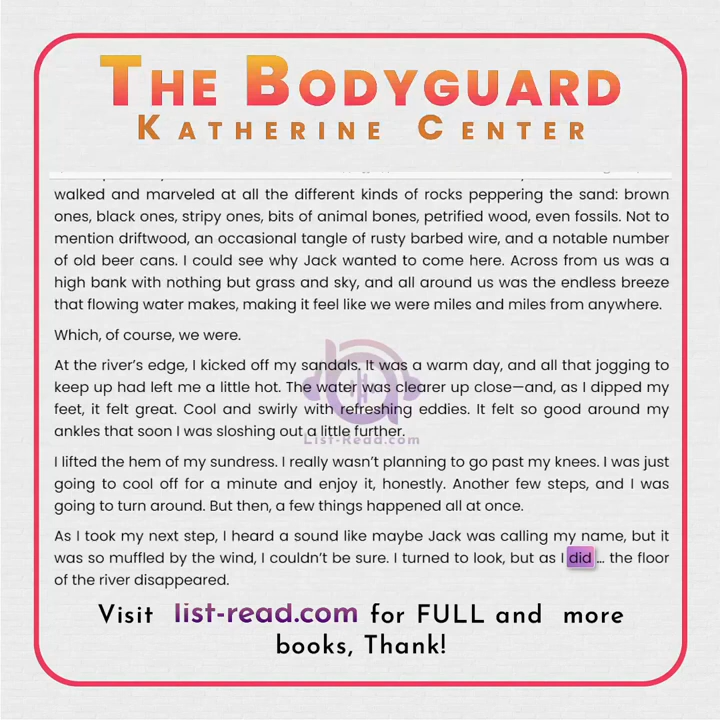 THE BODYGUARD
KATHERINE CENTER
walked and marveled at all the different kinds of rocks peppering the sand: brown
ones, black ones, stripy ones, bits of animal bones, petrified wood, even fossils. Not to
mention driftwood, an occasional tangle of rusty barbed wire, and a notable number
of old beer cans. I could see why Jack wanted to come here. Across from us was a
high bank with nothing but grass and sky, and all around us was the endless breeze
that flowing water makes, making it feel like we were miles and miles from anywhere.
Which, of course, we were.
At the river’s edge, I kicked off my sandals. It was a warm day, and all that jogging to
keep up had left me a little hot. The water was clearer up close—and, as I dipped my
feet, it felt great. Cool and swirly with refreshing eddies. It felt so good around my
ankles that soon I was sloshing out a little further.
List-Read.com
I lifted the hem of my sundress. I really wasn’t planning to go past my knees. I was just
going to cool off for a minute and enjoy it, honestly. Another few steps, and I was
going to turn around. But then, a few things happened all at once.
As I took my next step, I heard a sound like maybe Jack was calling my name, but it
was so muffled by the wind, I couldn’t be sure. I turned to look, but as I did… the floor
of the river disappeared.
Visit list-read.com for FULL and more
books, Thank!